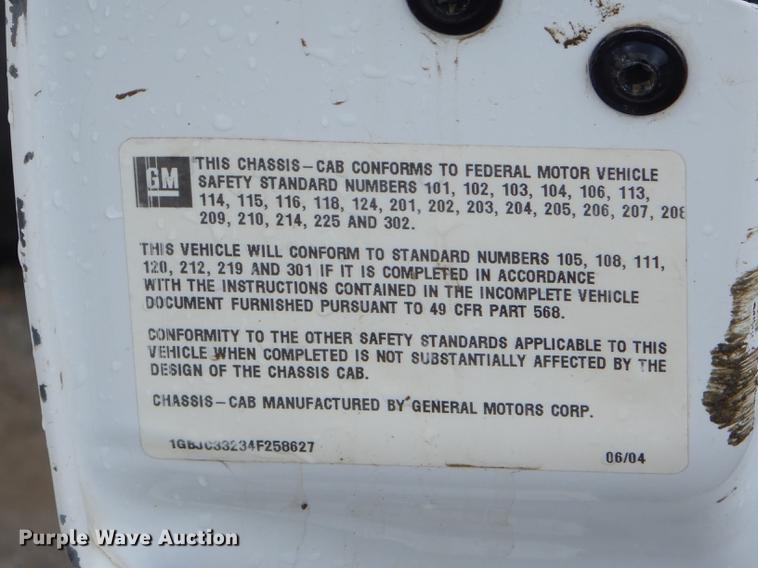 GM
THIS CHASSIS-CAB CONFORMS TO FEDERAL MOTOR VEHICLE
SAFETY STANDARD NUMBERS 101, 102, 103, 104, 106, 113,
114, 115, 116, 118, 124, 201, 202, 203, 204, 205, 206, 207, 208
209, 210, 214, 225 AND 302.
THIS VEHICLE WILL CONFORM TO STANDARD NUMBERS 105, 108, 111,
120, 212, 219 AND 301 IF IT IS COMPLETED IN ACCORDANCE
WITH THE INSTRUCTIONS CONTAINED IN THE INCOMPLETE VEHICLE
DOCUMENT FURNISHED PURSUANT TO 49 CFR PART 568.
CONFORMITY TO THE OTHER SAFETY STANDARDS APPLICABLE TO THIS
VEHICLE WHEN COMPLETED IS NOT SUBSTANTIALLY AFFECTED BY THE
DESIGN OF THE CHASSIS CAB.
CHASSIS-CAB MANUFACTURED BY GENERAL MOTORS CORP.
1GBJC33234F258627
06/04
Purple Wave Auction